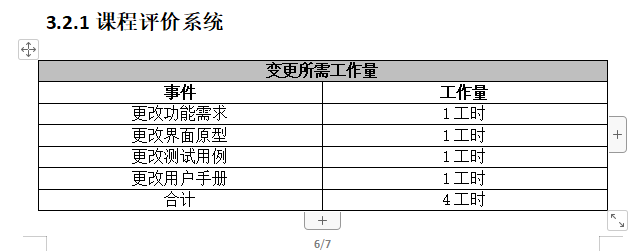 3.2.1 课程评价系统
变更所需工作量
事件 工作量
更改功能需求 1 工时
更改界面原型 1 工时
更改测试用例 1 工时
更改用户手册 1 工时
合计 4 工时
6/7